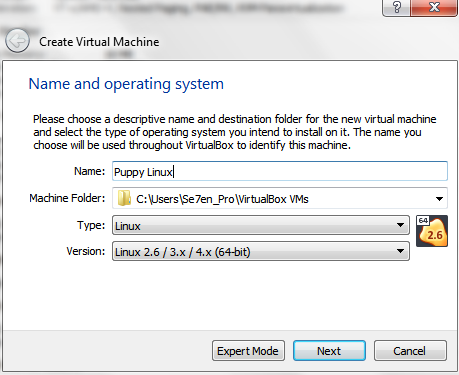 Create Virtual Machine
Name and operating system
Please choose a descriptive name and destination folder for the new virtual machine
and select the type of operating system you intend to install on it. The name you
choose will be used throughout VirtualBox to identify this machine.
Name: Puppy Linux
Machine Folder: C:\Users\Se7en_Pro\VirtualBox VMs
Type: Linux
64
Version: Linux 2.6 / 3.x / 4.x (64-bit)
2.6
Expert Mode Next Cancel